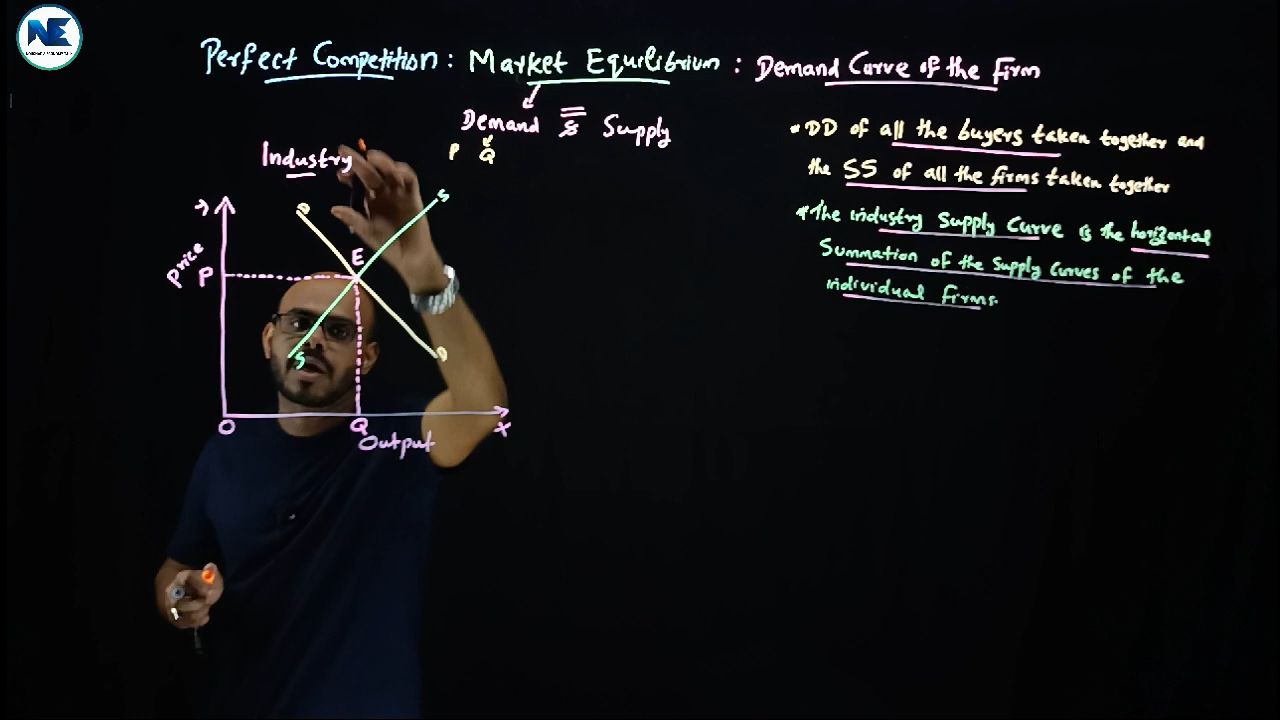 NE
Perfect Competition : Market Equilibrium : Demand Curve of the Firm
Demand = Supply
P Q
Industry
• DD of all the buyers taken together and
the SS of all the firms taken together
• The industry Supply Curve is the horizontal
Summation of the Supply Curves of the
individual firms.
D S
E
Price
P
S D
O Q X
Output